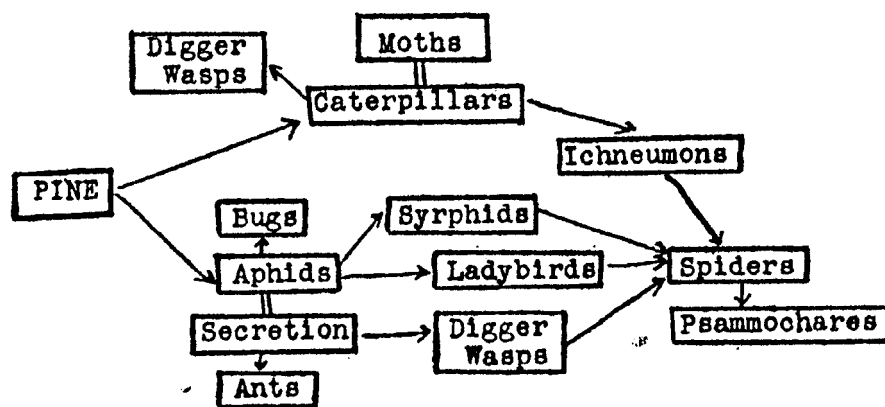 Digger
Wasps
Moths
Caterpillars
Ichneumons
PINE
Bugs
Syrphids
Aphids
Ladybirds
Spiders
Secretion
Digger
Wasps
Psammochares
Ants